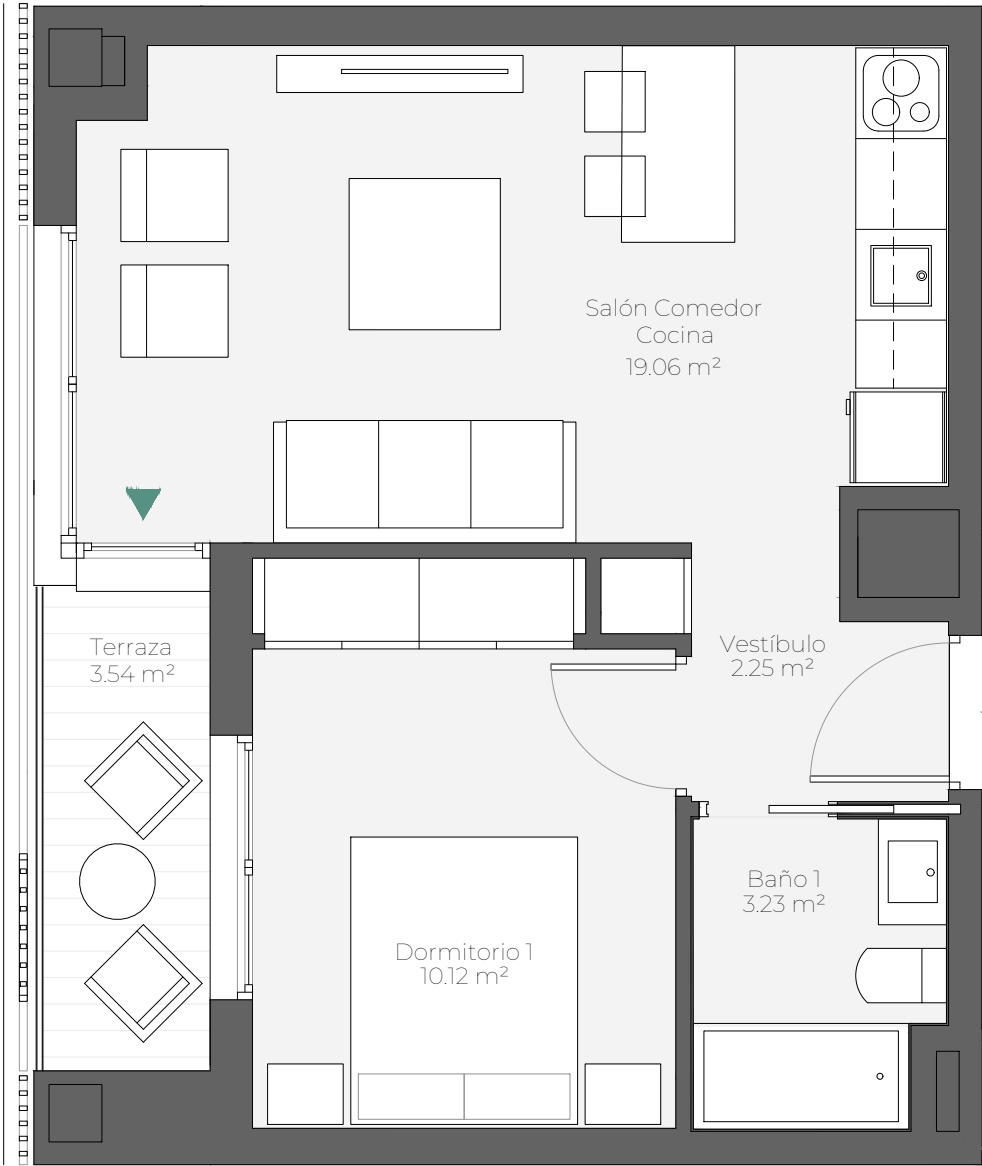 Salón Comedor
Cocina
19.06 m²
Terraza
3.54 m²
Vestíbulo
2.25 m²
Baño 1
3.23 m²
Dormitorio 1
10.12 m²